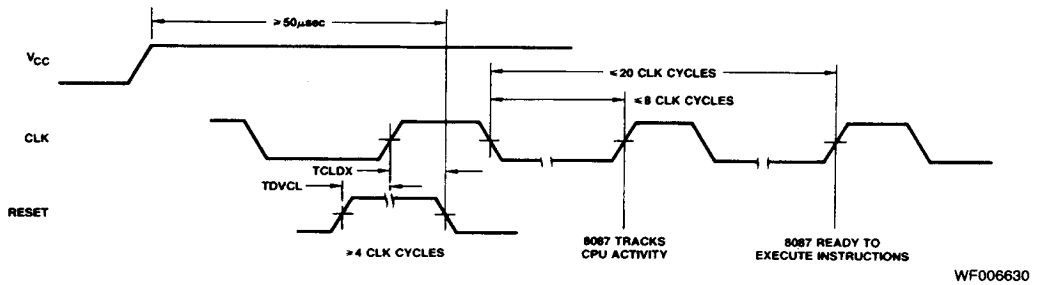 ≥50μsec
VCC
≤20 CLK CYCLES
≤8 CLK CYCLES
CLK
TCLDX
TDVCL
RESET
≥4 CLK CYCLES
8087 TRACKS
CPU ACTIVITY
8087 READY TO
EXECUTE INSTRUCTIONS
WF006630